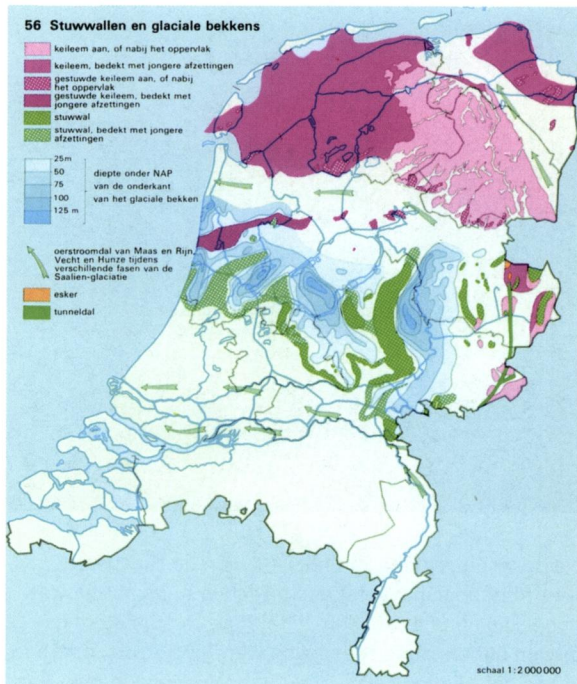 56 Stuwwallen en glaciale bekkens
keileem aan, of nabij het oppervlak
keileem, bedekt met jongere afzettingen
gestuwde keileem aan, of nabij
het oppervlak
gestuwde keileem, bedekt met
jongere afzettingen
stuwwal
stuwwal, bedekt met jongere
afzettingen
25m
50
75
100
125 m
diepte onder NAP
van de onderkant
van het glaciale bekken
oerstroomdal van Maas en Rijn,
Vecht en Hunze tijdens
verschillende fasen van de
Saalien-glaciatie
esker
tunneldal
schaal 1:2 000 000